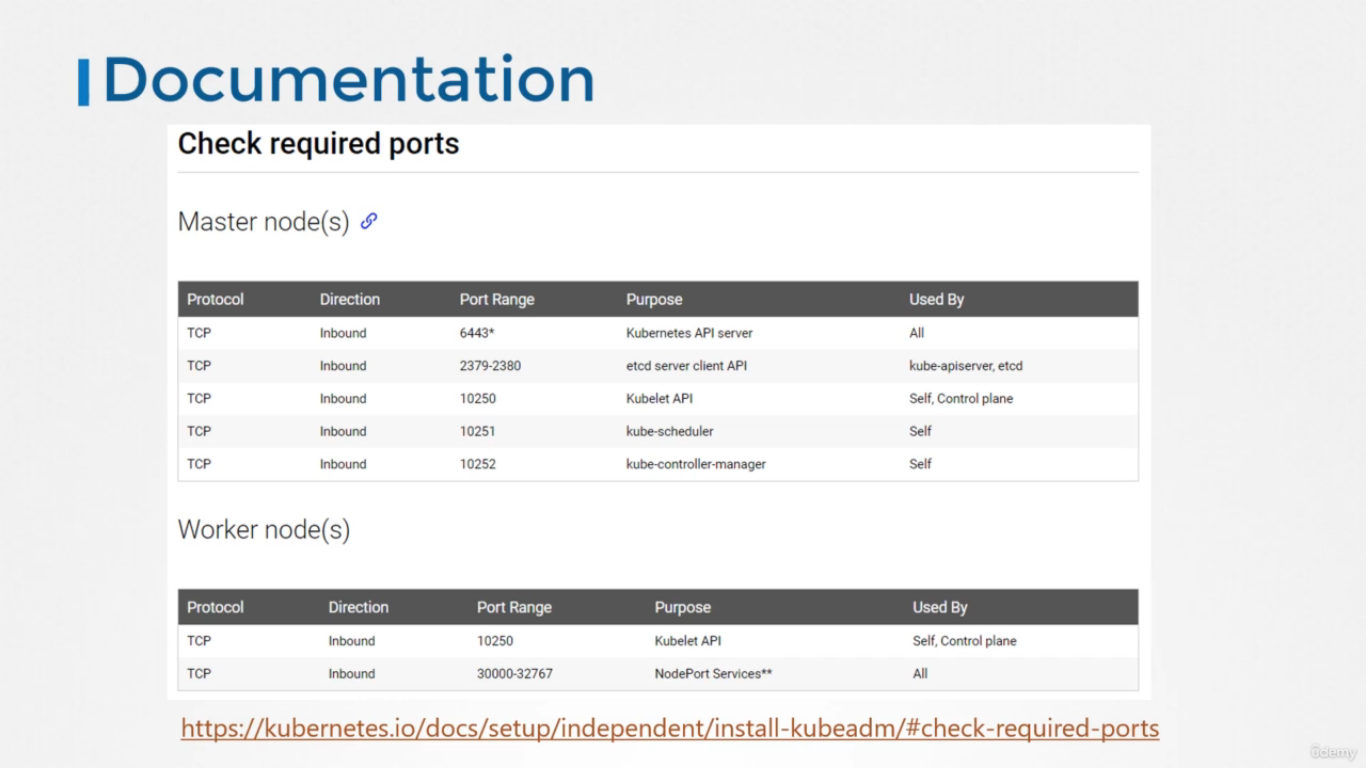 Documentation
Check required ports
Master node(s)
Protocol Direction Port Range Purpose Used By
TCP Inbound 6443* Kubernetes API server All
TCP Inbound 2379-2380 etcd server client API kube-apiserver, etcd
TCP Inbound 10250 Kubelet API Self, Control plane
TCP Inbound 10251 kube-scheduler Self
TCP Inbound 10252 kube-controller-manager Self
Worker node(s)
Protocol Direction Port Range Purpose Used By
TCP Inbound 10250 Kubelet API Self, Control plane
TCP Inbound 30000-32767 NodePort Services** All
https://kubernetes.io/docs/setup/independent/install-kubeadm/#check-required-ports
ûdemy